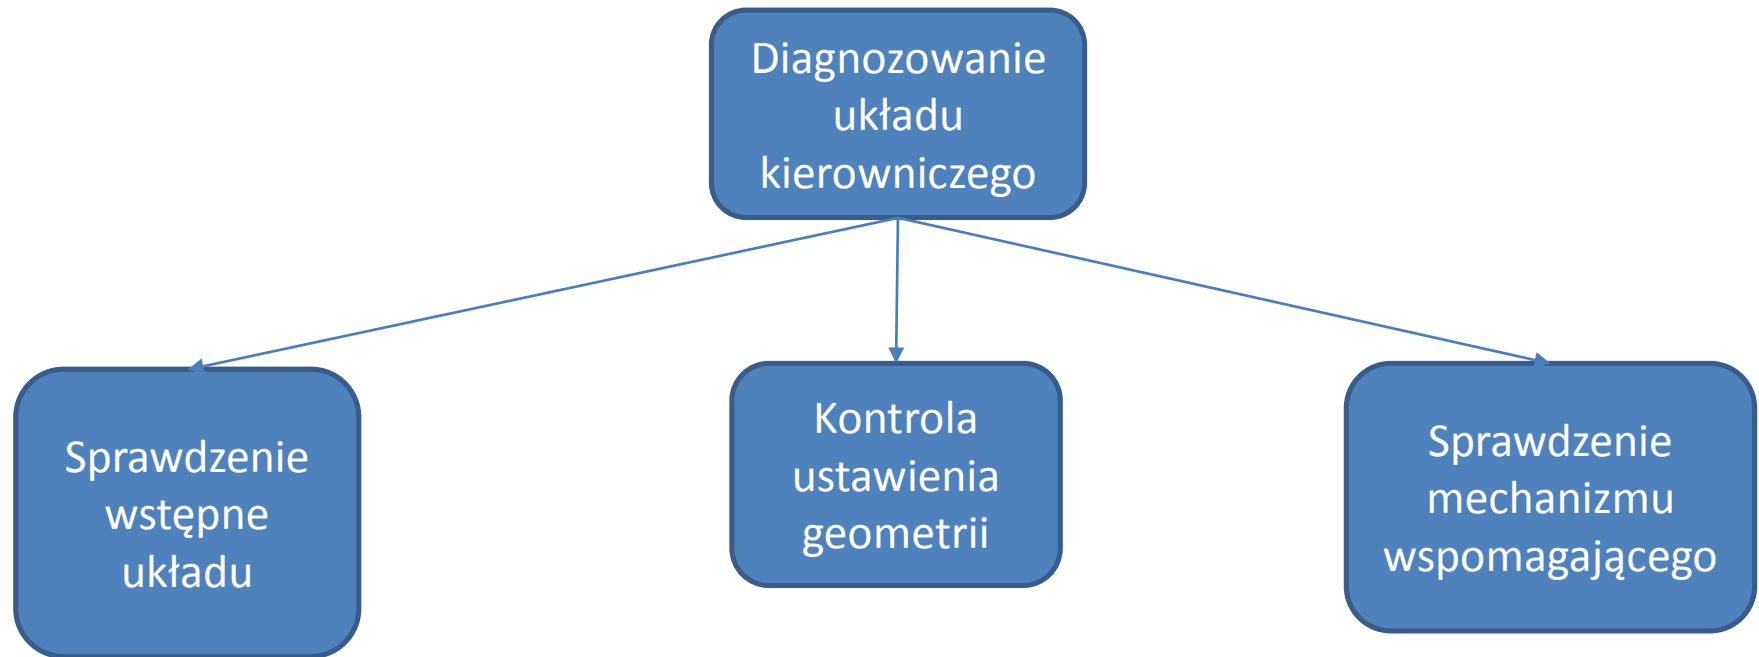 Diagnozowanie
układu
kierowniczego
Sprawdzenie
wstępne
układu
Kontrola
ustawienia
geometrii
Sprawdzenie
mechanizmu
wspomagającego